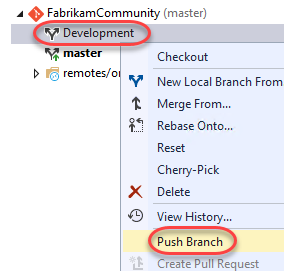 FabrikamCommunity (master)
Development
master
remotes/or
Checkout
New Local Branch From
Merge From...
Rebase Onto...
Reset
Cherry-Pick
Delete
View History...
Push Branch
Create Pull Request